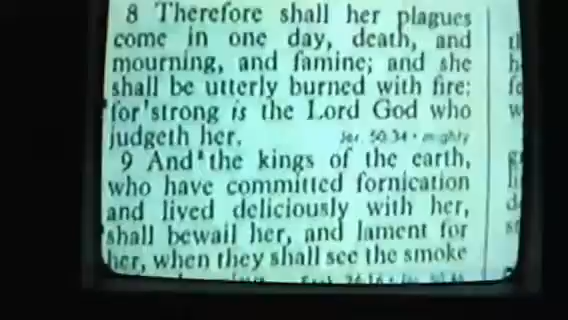 8 Therefore shall her plagues
come in one day, death, and
mourning, and famine; and she
shall be utterly burned with fire:
for'strong is the Lord God who
judgeth her. Jer. 50.34 • mighty
9 And the kings of the earth,
who have committed fornication
and lived deliciously with her,
shall bewail her, and lament for
her, when they shall see the smoke